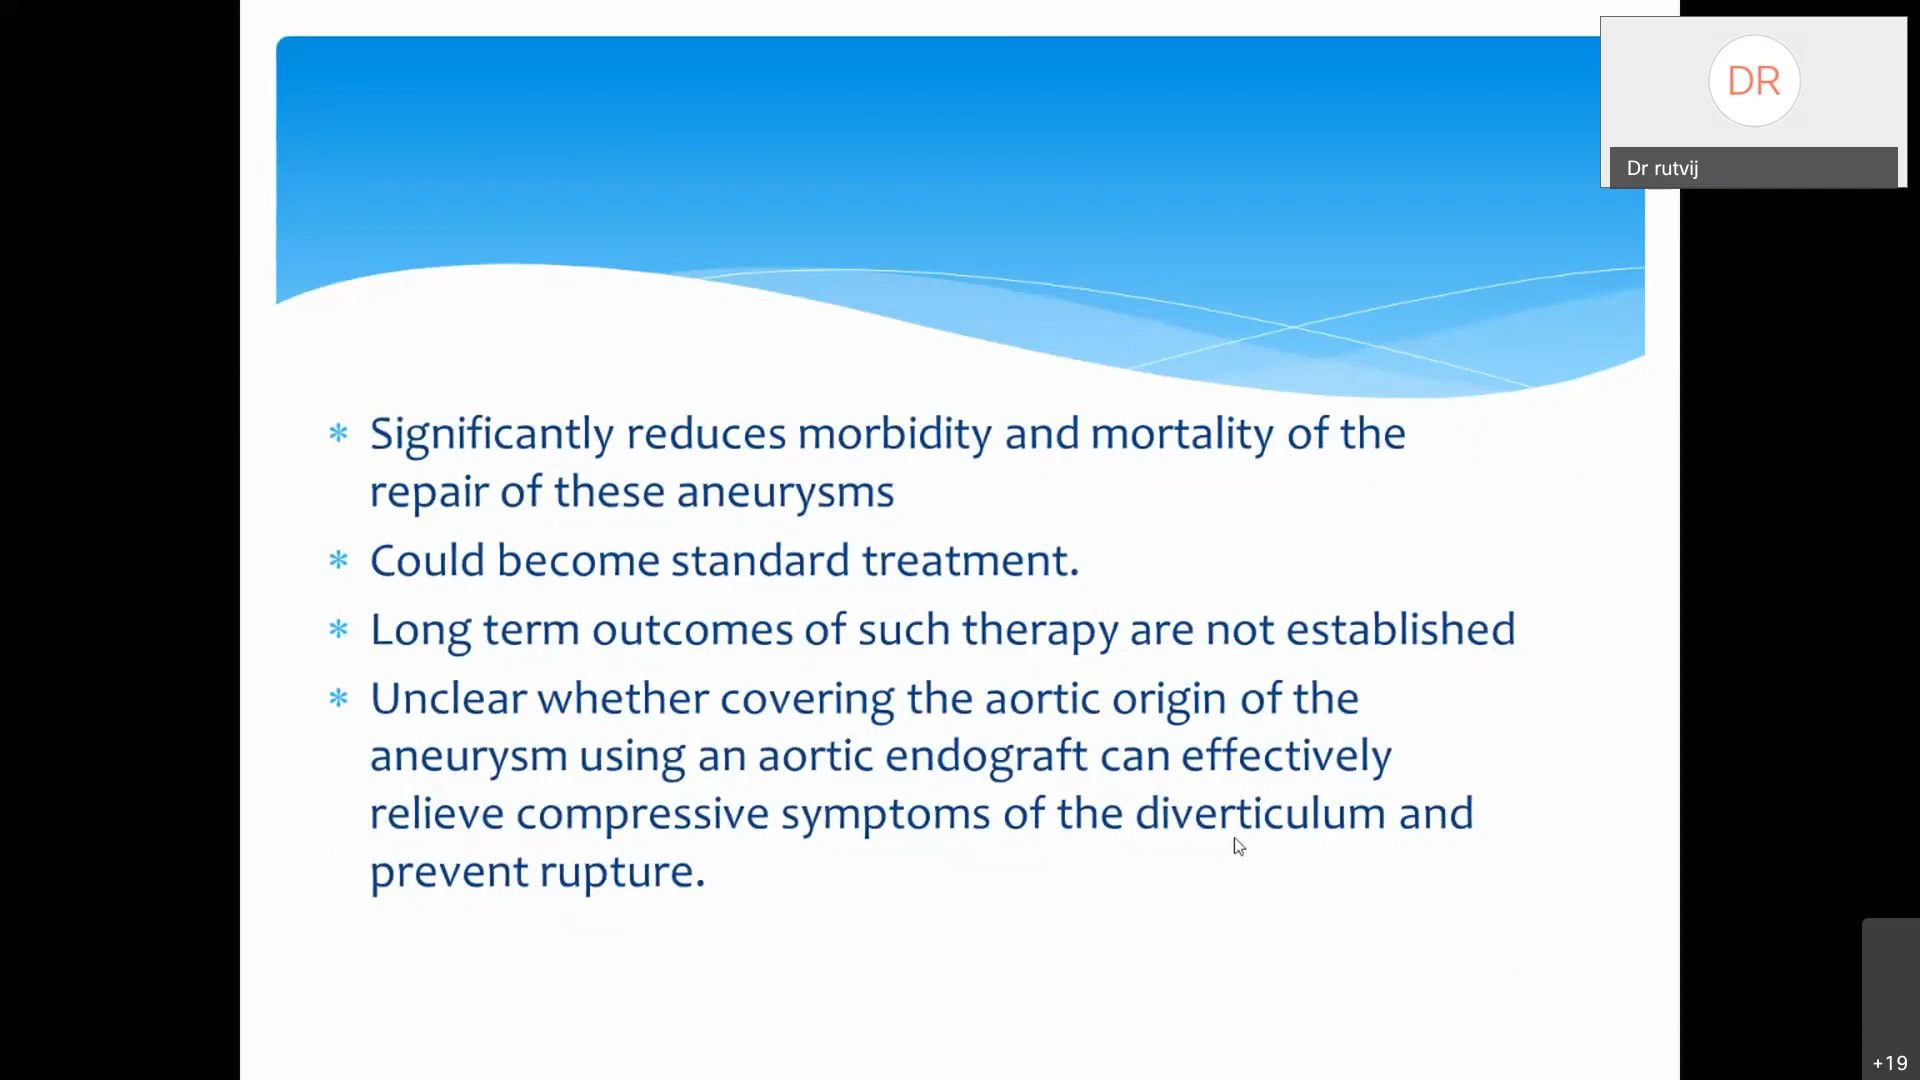 DR
Dr rutvij
* Significantly reduces morbidity and mortality of the
repair of these aneurysms
* Could become standard treatment.
* Long term outcomes of such therapy are not established
* Unclear whether covering the aortic origin of the
aneurysm using an aortic endograft can effectively
relieve compressive symptoms of the diverticulum and
prevent rupture.
+19